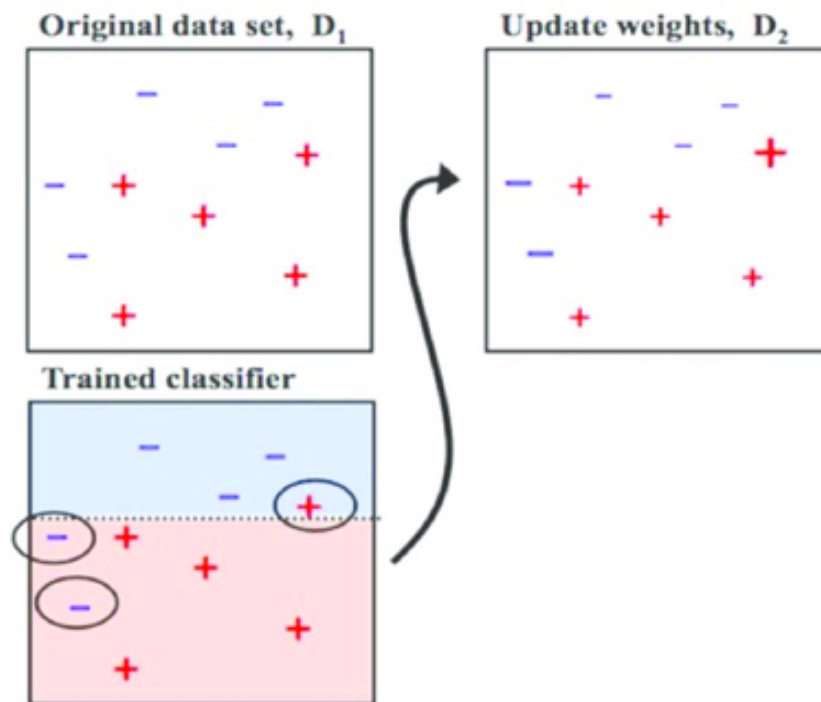 Original data set, D₁
Update weights, D₂
Trained classifier